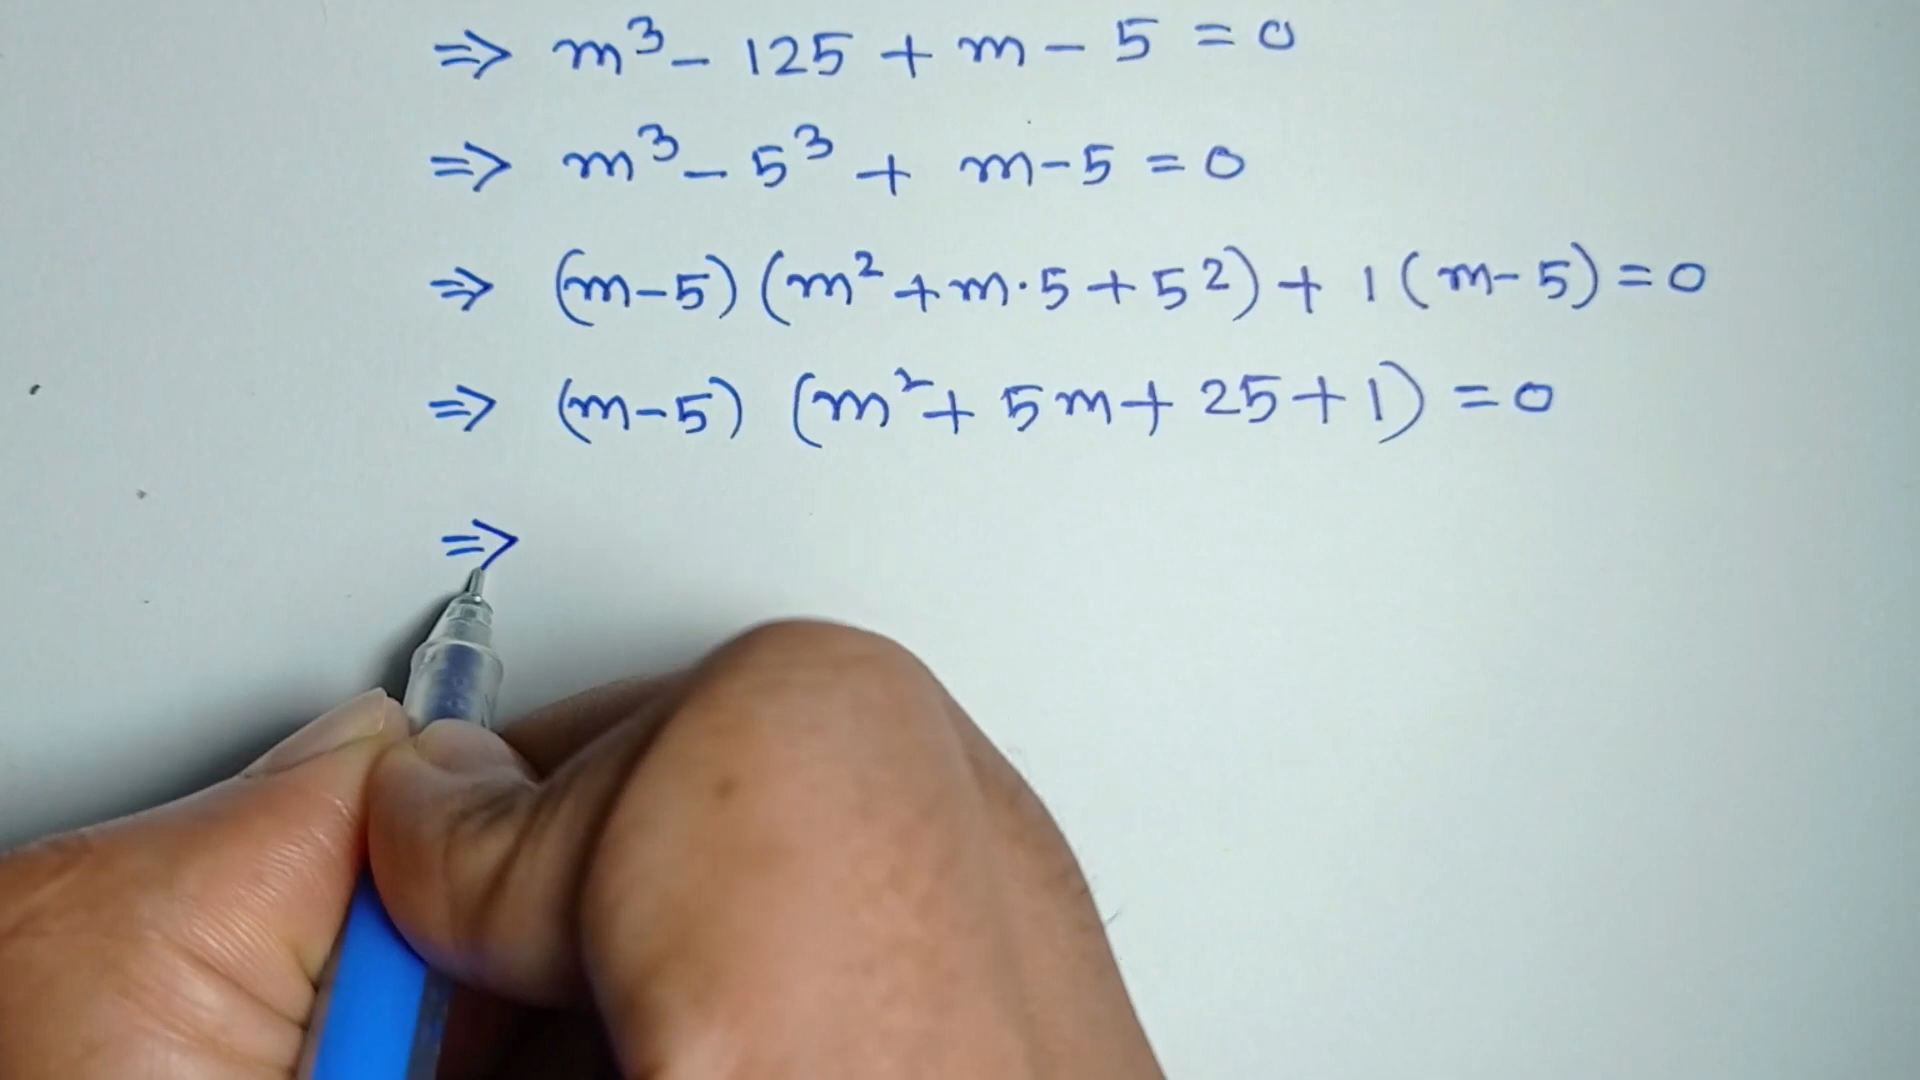 ⇒ m³ - 125 + m - 5 = 0
⇒ m³ - 5³ + m - 5 = 0
⇒ (m-5) (m² + m·5 + 5²) + 1 (m-5) = 0
⇒ (m-5) (m² + 5m + 25 + 1) = 0
⇒